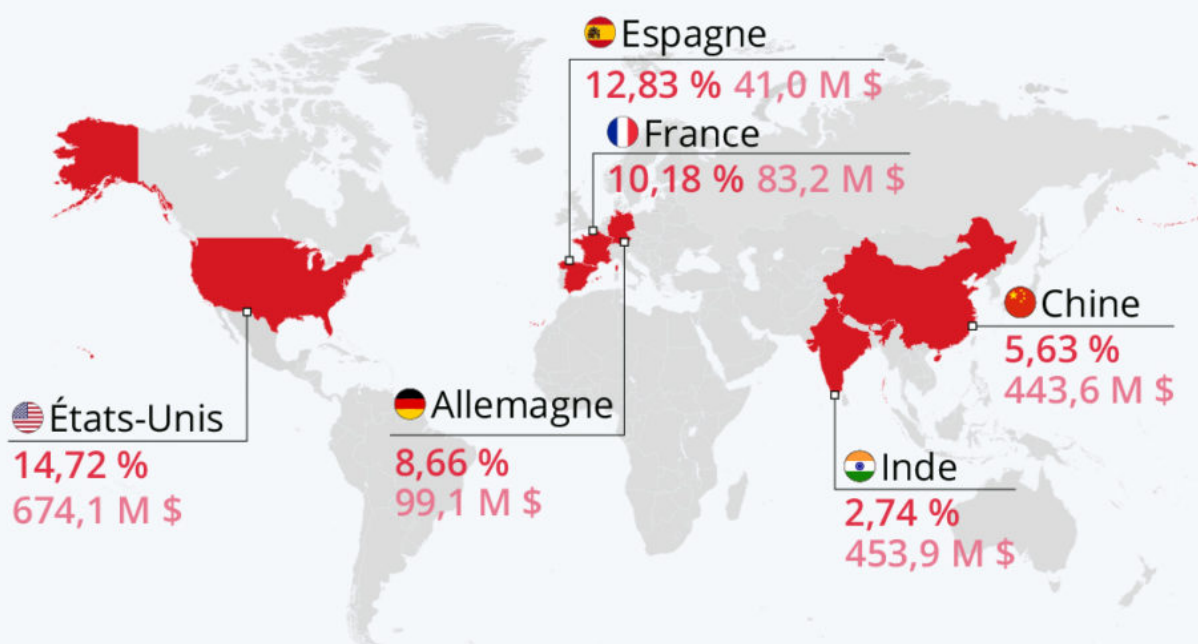 Espagne
12,83 % 41,0 M $
France
10,18 % 83,2 M $
Chine
5,63 %
443,6 M $
États-Unis
14,72 %
674,1 M $
Allemagne
8,66 %
99,1 M $
Inde
2,74 %
453,9 M $